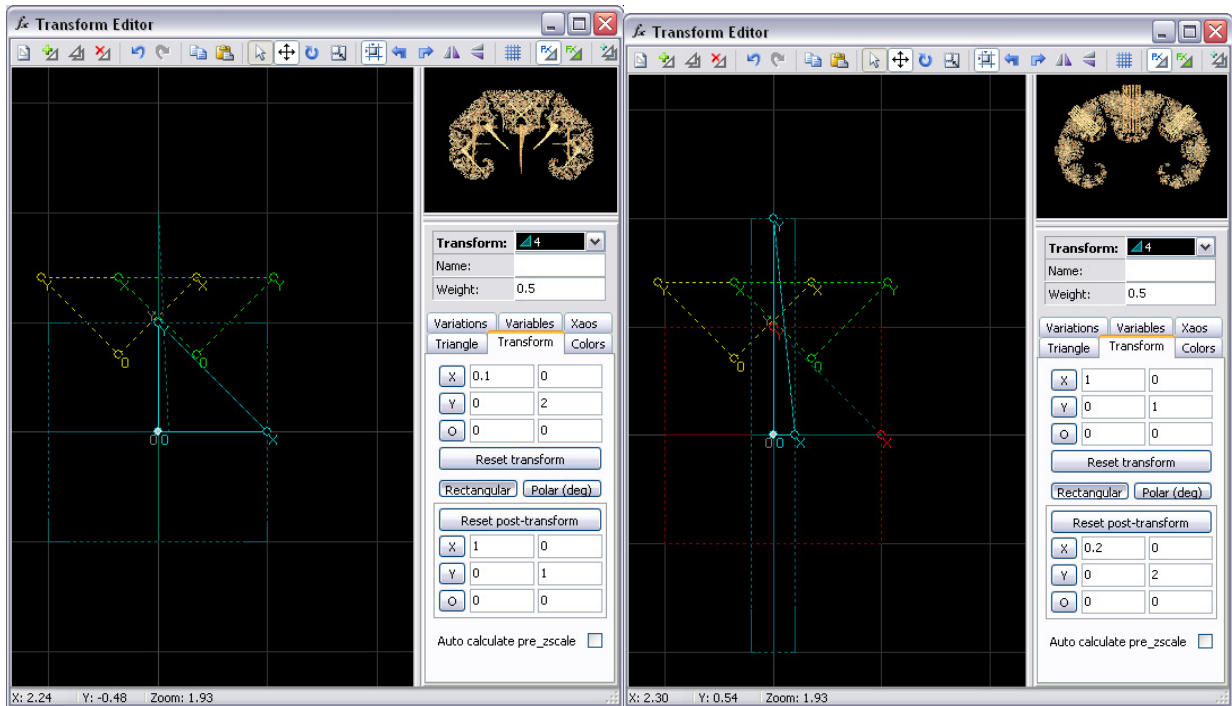 Transform Editor
Transform: 4
Name:
Weight: 0.5
Variations Variables Xaos
Triangle Transform Colors
X 0.1 0
Y 0 2
O 0 0
Reset transform
Rectangular Polar (deg)
Reset post-transform
X 1 0
Y 0 1
O 0 0
Auto calculate pre_zscale
X: 2.24 Y: -0.48 Zoom: 1.93
Transform Editor
Transform: 4
Name:
Weight: 0.5
Variations Variables Xaos
Triangle Transform Colors
X 1 0
Y 0 1
O 0 0
Reset transform
Rectangular Polar (deg)
Reset post-transform
X 0.2 0
Y 0 2
O 0 0
Auto calculate pre_zscale
X: 2.30 Y: 0.54 Zoom: 1.93